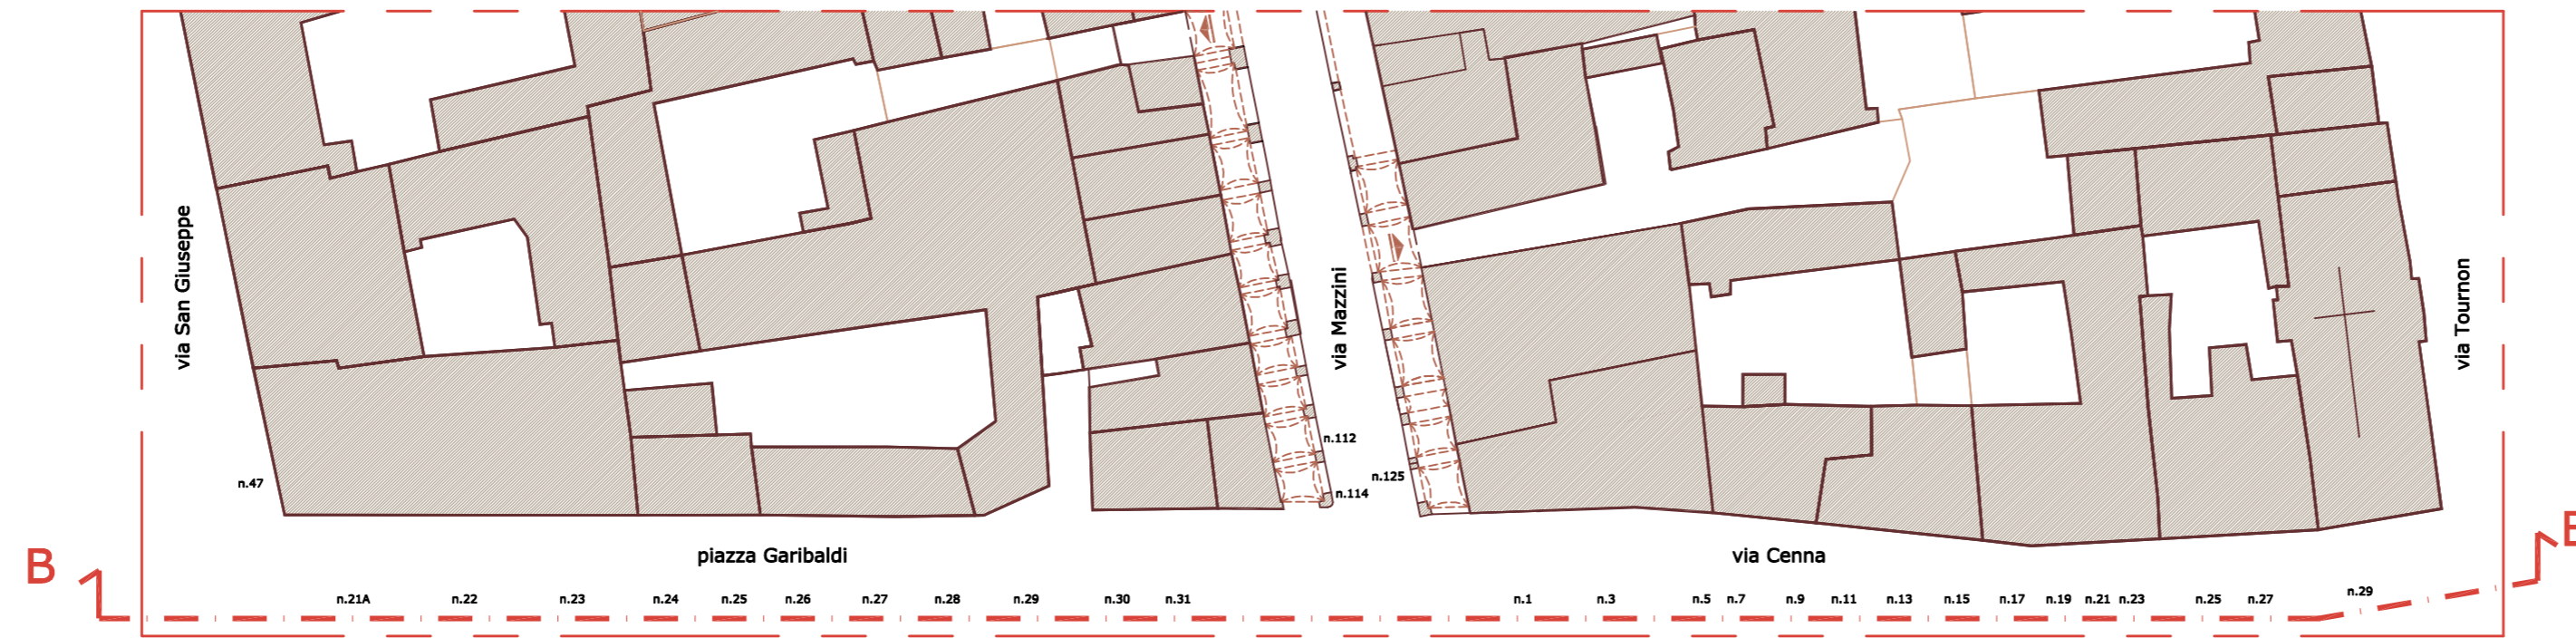 via San Giuseppe
via Mazzini
via Tournon
n.112
n.125
n.47
n.114
piazza Garibaldi
via Cenna
B
n.21A n.22 n.23 n.24 n.25 n.26 n.27 n.28 n.29 n.30 n.31 n.1 n.3 n.5 n.7 n.9 n.11 n.13 n.15 n.17 n.19 n.21 n.23 n.25 n.27 n.29